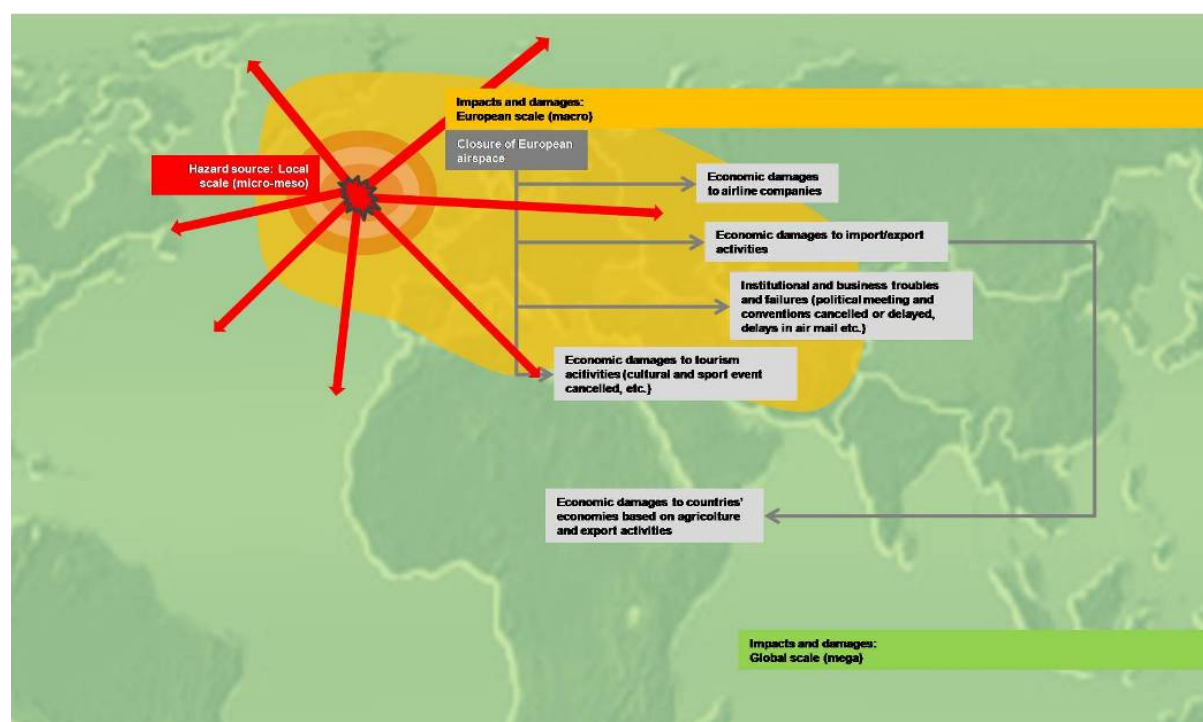 Impacts and damages:
European scale (macro)
Closure of European
airspace
Hazard source: Local
scale (micro-meso)
Economic damages
to airline companies
Economic damages to import/export
activities
Institutional and business troubles
and failures (political meeting and
conventions cancelled or delayed,
delays in air mail etc.)
Economic damages to tourism
acitivities (cultural and sport event
cancelled, etc.)
Economic damages to countries'
economies based on agricolture
and export activities
Impacts and damages:
Global scale (mega)